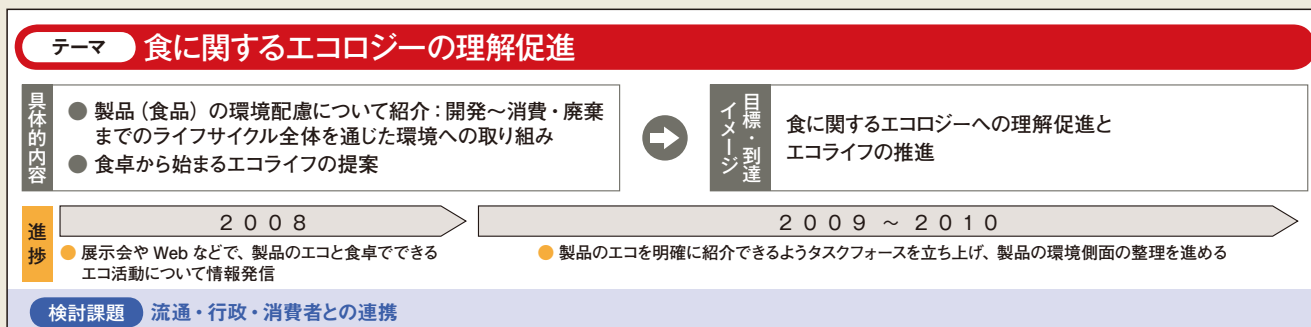 テーマ 食に関するエコロジーの理解促進
具体的内容
● 製品(食品)の環境配慮について紹介:開発~消費・廃棄
までのライフサイクル全体を通じた環境への取り組み
● 食卓から始まるエコライフの提案
目標・到達
イメージ
食に関するエコロジーへの理解促進と
エコライフの推進
進捗
2008
2009~2010
● 展示会や Web などで、製品のエコと食卓でできる
エコ活動について情報発信
● 製品のエコを明確に紹介できるようタスクフォースを立ち上げ、製品の環境側面の整理を進める
検討課題 流通・行政・消費者との連携